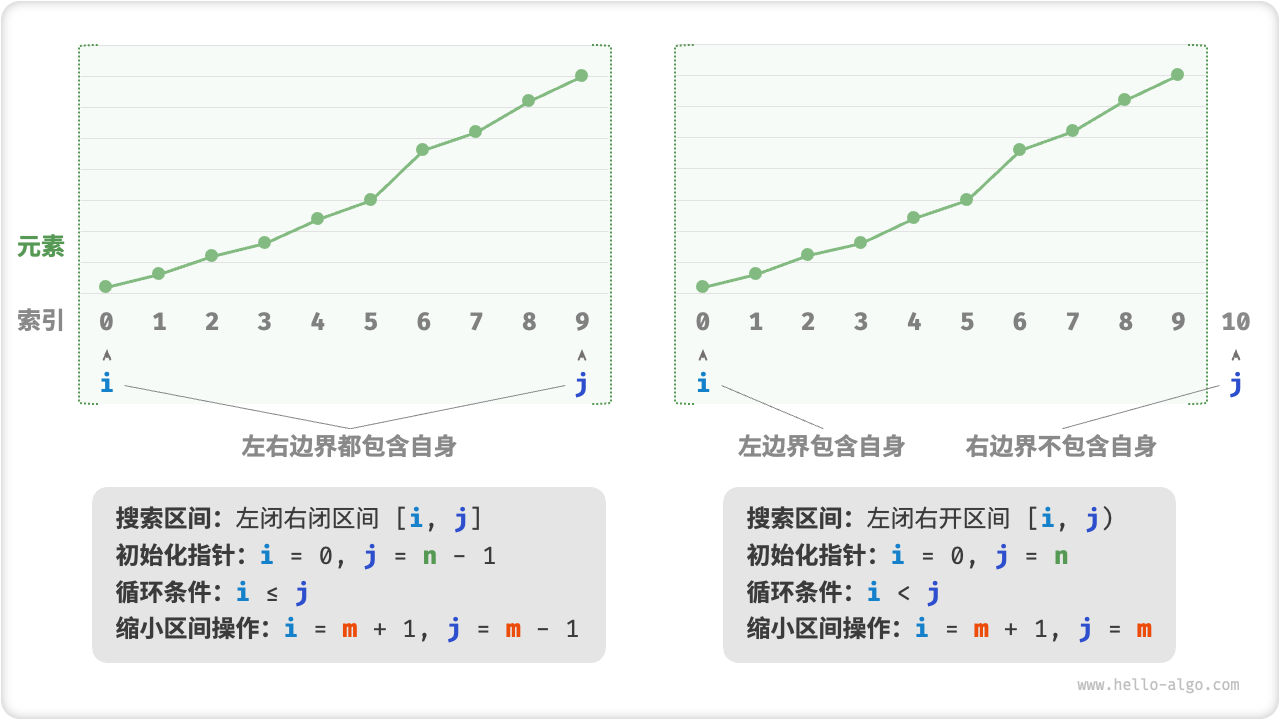 元素
索引 0 1 2 3 4 5 6 7 8 9
0 1 2 3 4 5 6 7 8 9 10
i j
i j
左右边界都包含自身
左边界包含自身 右边界不包含自身
搜索区间：左闭右闭区间 [i, j]
初始化指针：i = 0, j = n - 1
循环条件：i ≤ j
缩小区间操作：i = m + 1, j = m - 1
搜索区间：左闭右开区间 [i, j)
初始化指针：i = 0, j = n
循环条件：i < j
缩小区间操作：i = m + 1, j = m
www.hello-algo.com